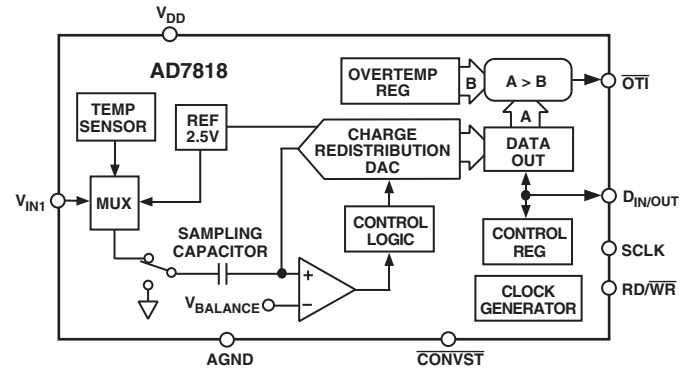 VDD
AD7818
OVERTEMP
REG
B
A > B
OTI
TEMP
SENSOR
REF
2.5V
CHARGE
REDISTRIBUTION
DAC
A
DATA
OUT
VIN1
MUX
DIN/OUT
SAMPLING
CAPACITOR
CONTROL
LOGIC
CONTROL
REG
SCLK
+
VBALANCE
−
CLOCK
GENERATOR
RD/WR
AGND
CONVST